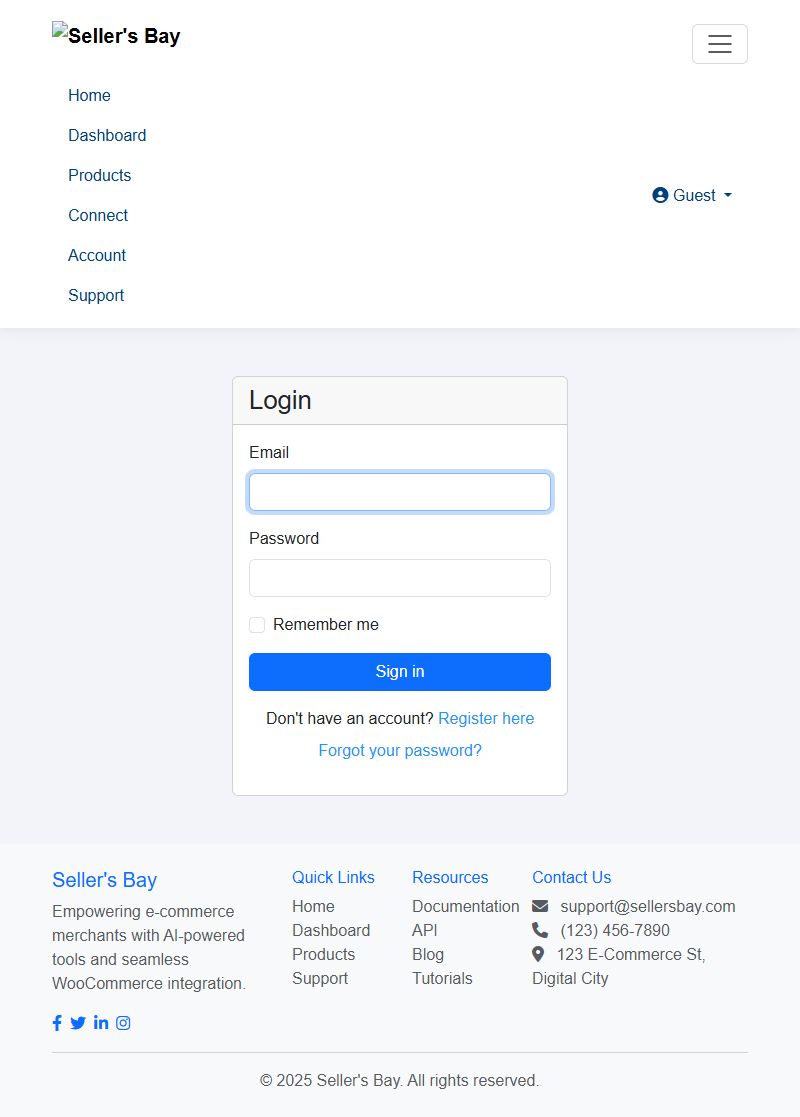 Seller's Bay
Home
Dashboard
Products
Connect
Account
Support
Guest
Login
Email
Password
Remember me
Sign in
Don't have an account? Register here
Forgot your password?
Seller's Bay
Empowering e-commerce
merchants with AI-powered
tools and seamless
WooCommerce integration.
Quick Links
Home
Dashboard
Products
Support
Resources
Documentation
API
Blog
Tutorials
Contact Us
support@sellersbay.com
(123) 456-7890
123 E-Commerce St,
Digital City
© 2025 Seller's Bay. All rights reserved.